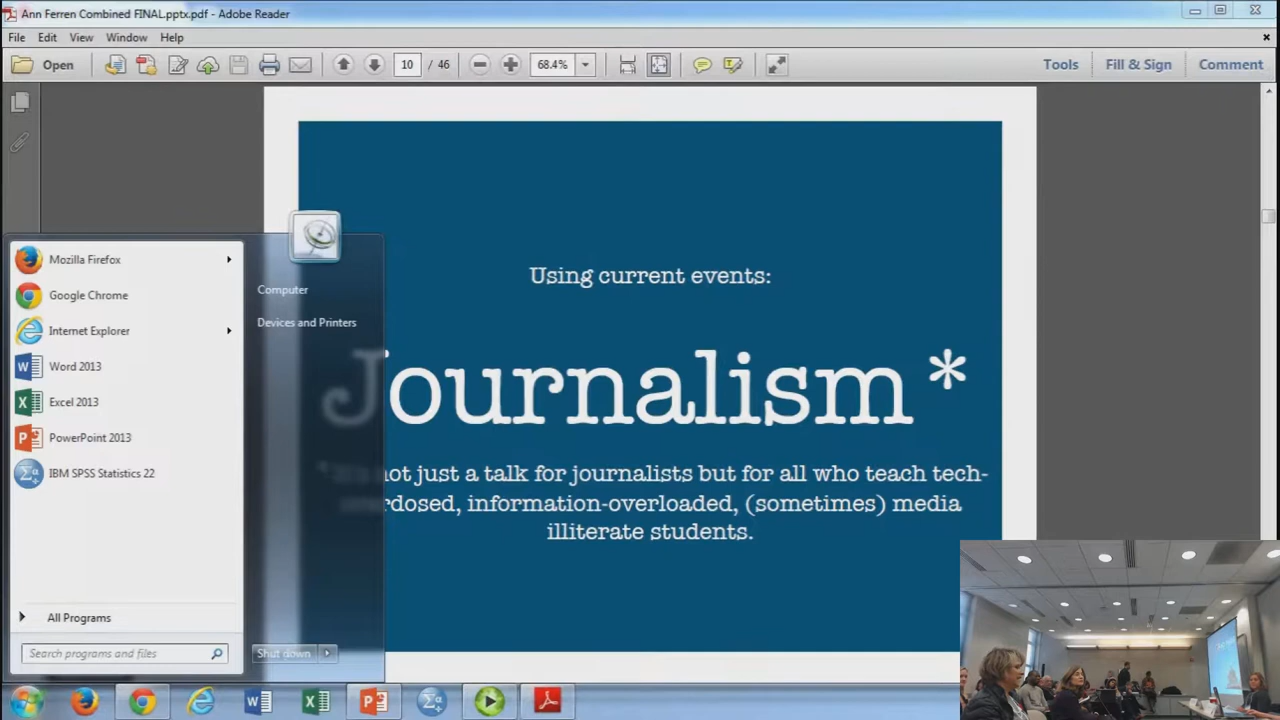 Ann Ferren Combined FINAL.pptx.pdf - Adobe Reader
File Edit View Window Help
Open 10 / 46 68.4% Tools Fill & Sign Comment
Using current events:
Journalism*
not just a talk for journalists but for all who teach tech-
information-overloaded, (sometimes) media
illiterate students.
Mozilla Firefox
Google Chrome
Internet Explorer
Word 2013
Excel 2013
PowerPoint 2013
IBM SPSS Statistics 22
All Programs
Search programs and files
Computer
Devices and Printers
Shut down